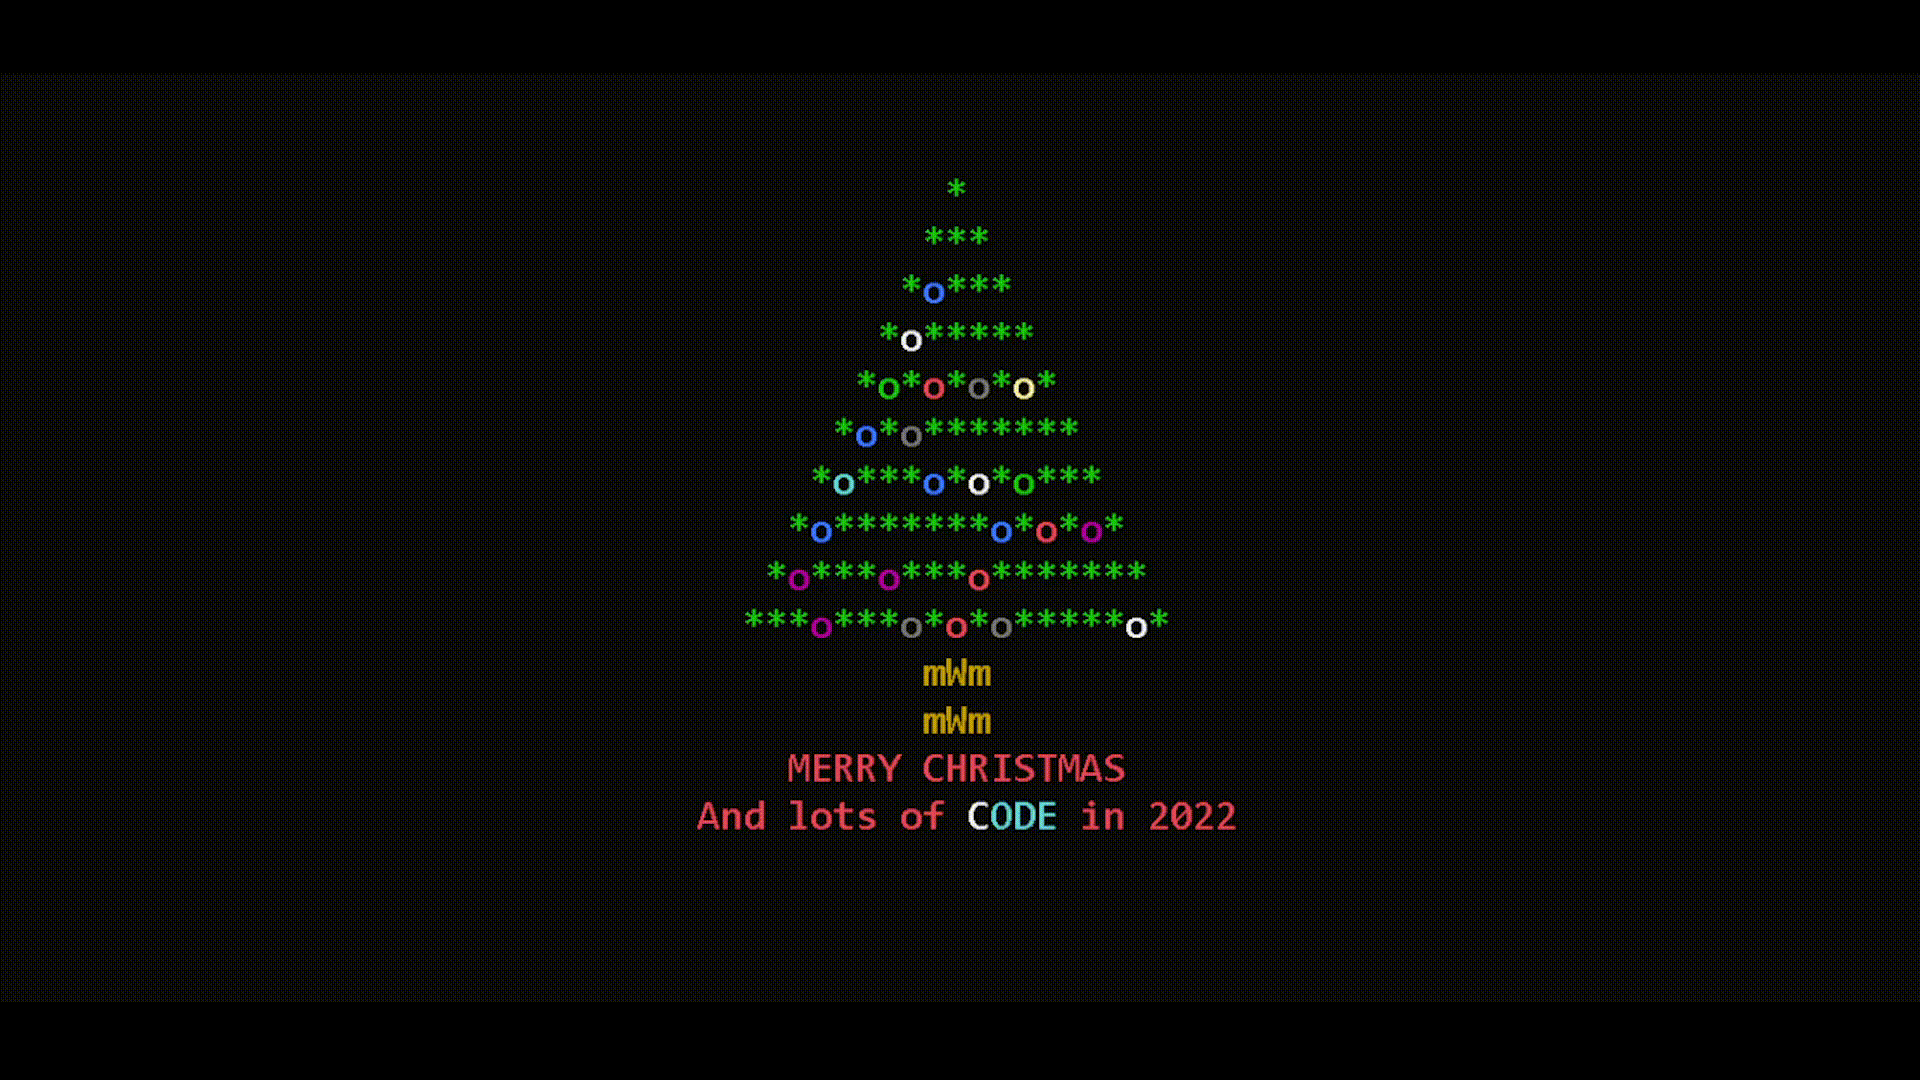 *
***
*o***
*o*****
*o*o*o*o*
*o*o*******
*o***o*o*o***
*o*******o*o*o*
*o***o***o*******
***o***o*o*o*****o*
mWm
mWm
MERRY CHRISTMAS
And lots of CODE in 2022